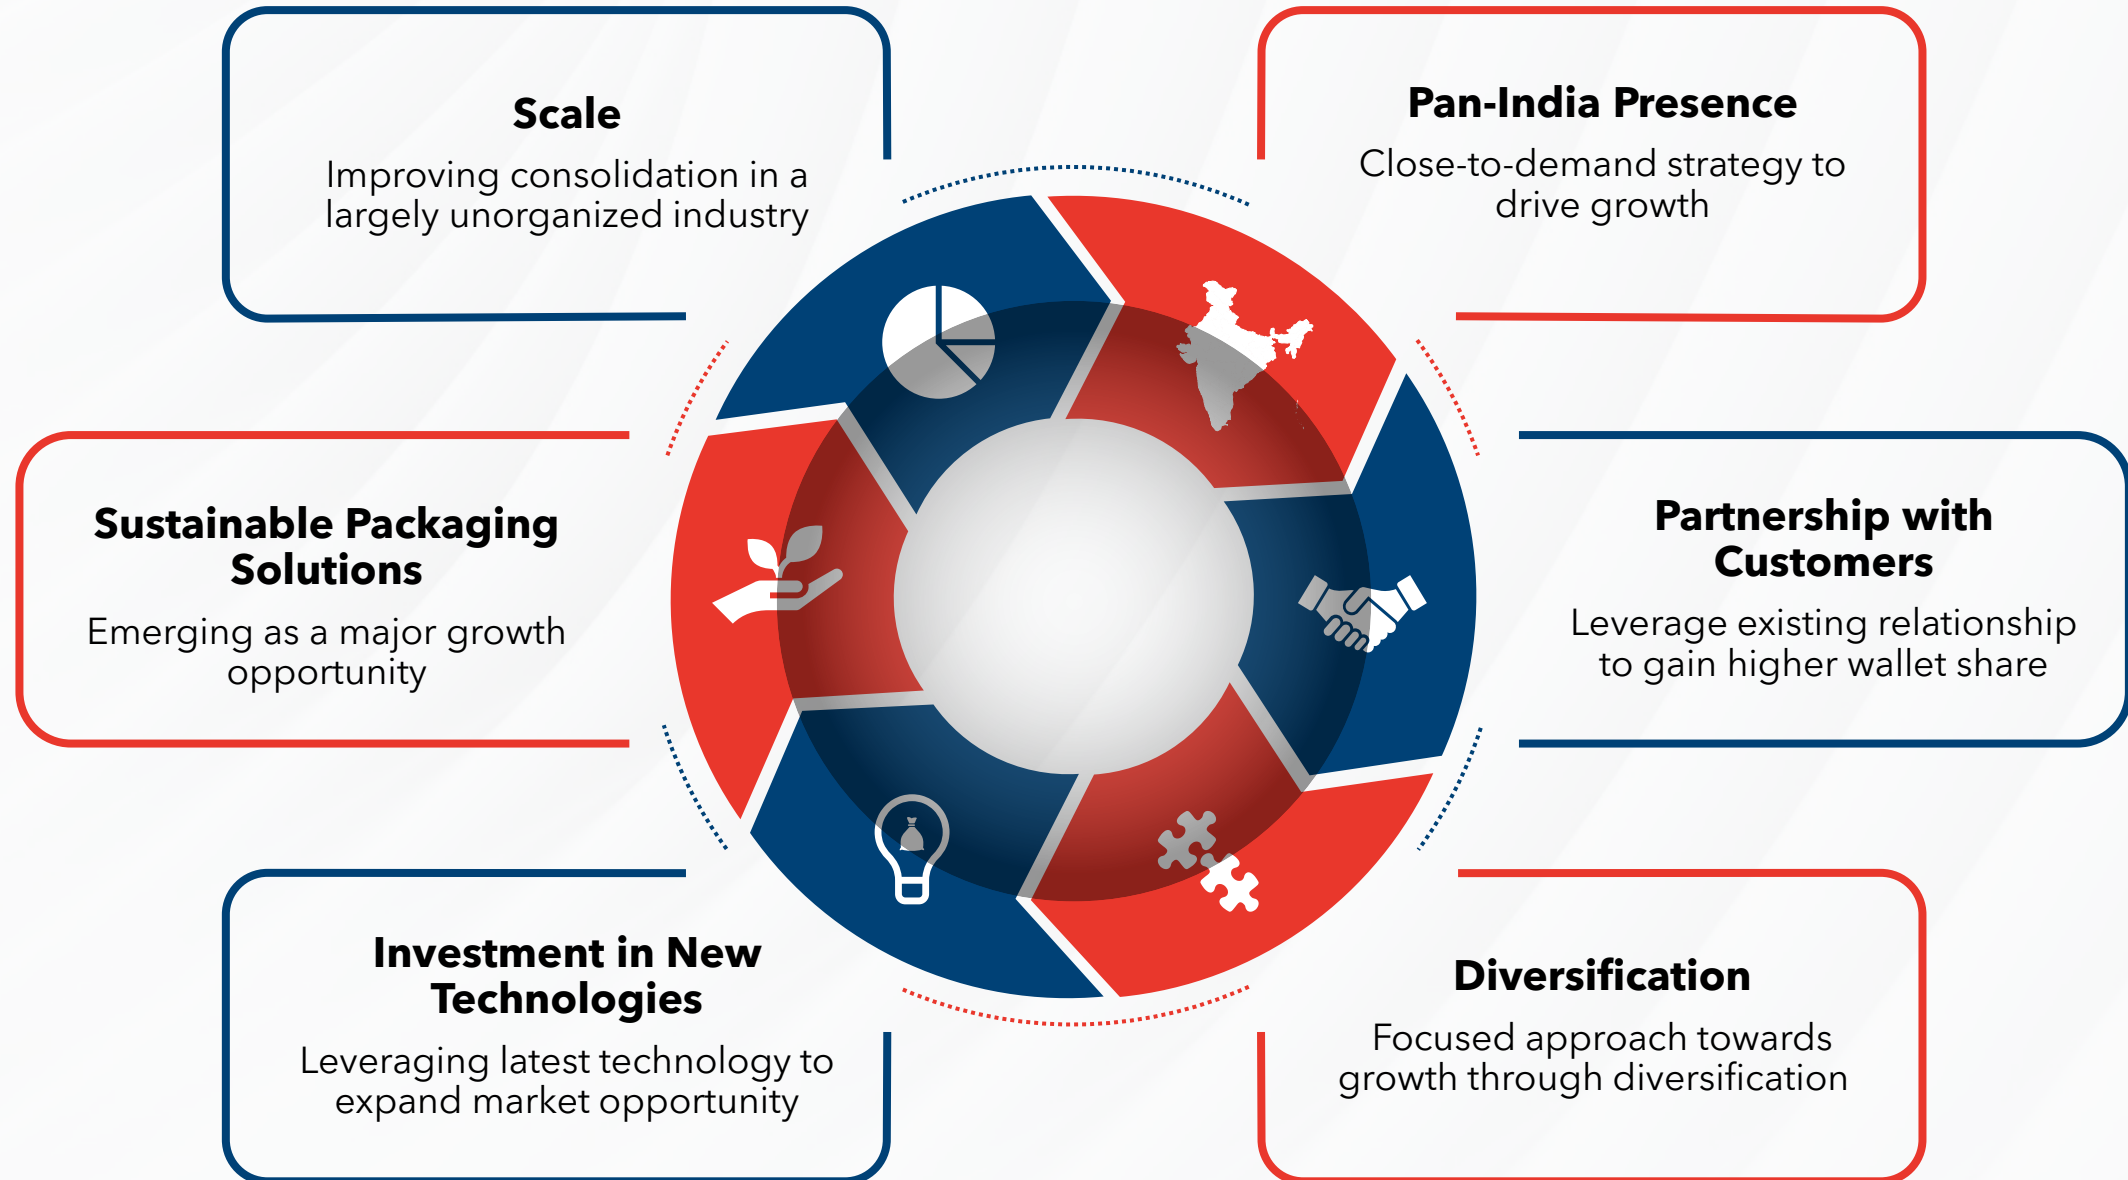 Scale
Improving consolidation in a
largely unorganized industry
Pan-India Presence
Close-to-demand strategy to
drive growth
Sustainable Packaging
Solutions
Emerging as a major growth
opportunity
Partnership with
Customers
Leverage existing relationship
to gain higher wallet share
Investment in New
Technologies
Leveraging latest technology to
expand market opportunity
Diversification
Focused approach towards
growth through diversification